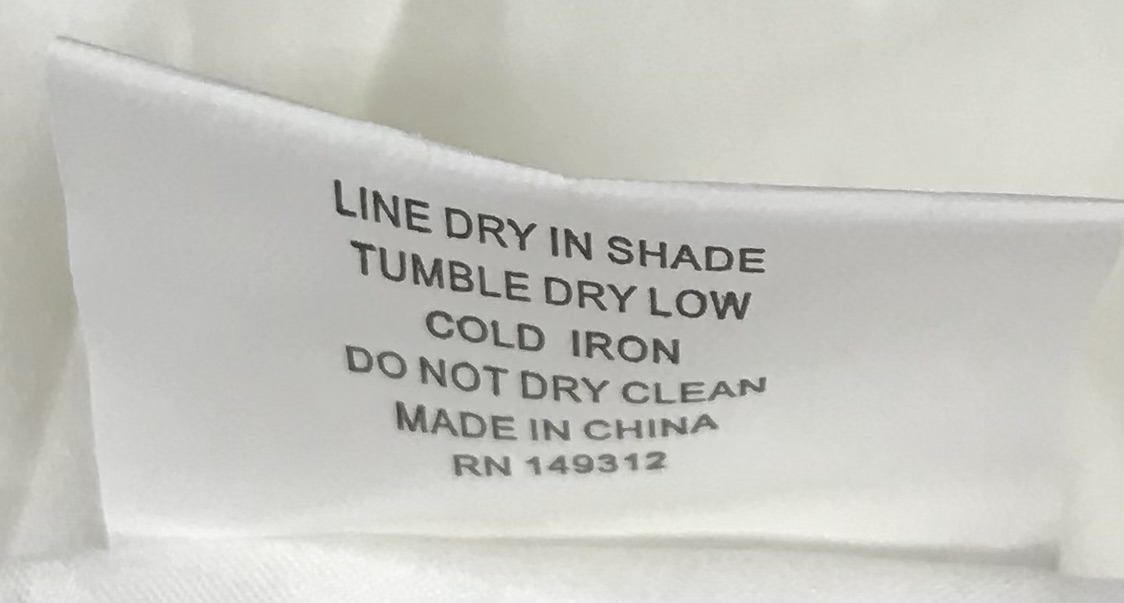 LINE DRY IN SHADE
TUMBLE DRY LOW
COLD IRON
DO NOT DRY CLEAN
MADE IN CHINA
RN 149312